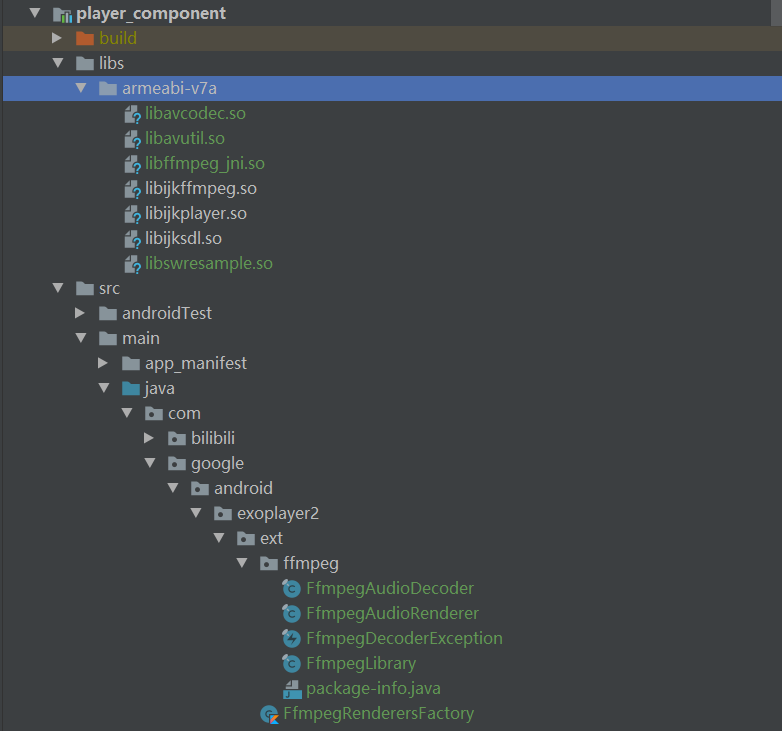 player_component
build
libs
armeabi-v7a
libavcodec.so
libavutil.so
libffmpeg_jni.so
libijkffmpeg.so
libijkplayer.so
libijksdl.so
libswresample.so
src
androidTest
main
app_manifest
java
com
bilibili
google
android
exoplayer2
ext
ffmpeg
FfmpegAudioDecoder
FfmpegAudioRenderer
FfmpegDecoderException
FfmpegLibrary
package-info.java
FfmpegRenderersFactory